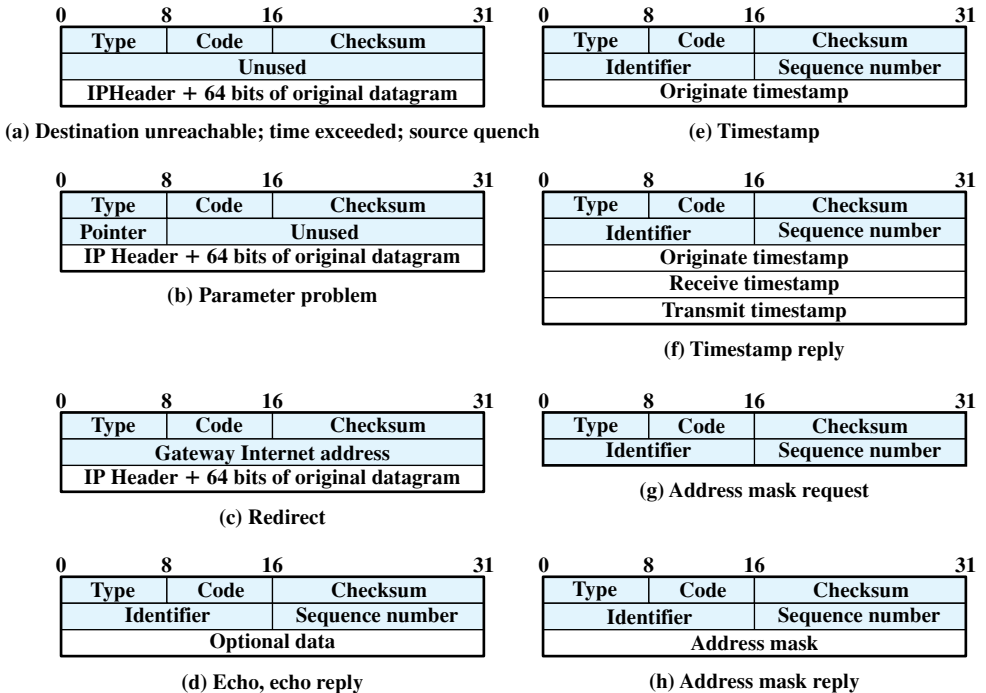 0 8 16 31
Type Code Checksum
Unused
IPHeader + 64 bits of original datagram
(a) Destination unreachable; time exceeded; source quench
0 8 16 31
Type Code Checksum
Pointer Unused
IP Header + 64 bits of original datagram
(b) Parameter problem
0 8 16 31
Type Code Checksum
Gateway Internet address
IP Header + 64 bits of original datagram
(c) Redirect
0 8 16 31
Type Code Checksum
Identifier Sequence number
Optional data
(d) Echo, echo reply
0 8 16 31
Type Code Checksum
Identifier Sequence number
Originate timestamp
(e) Timestamp
0 8 16 31
Type Code Checksum
Identifier Sequence number
Originate timestamp
Receive timestamp
Transmit timestamp
(f) Timestamp reply
0 8 16 31
Type Code Checksum
Identifier Sequence number
(g) Address mask request
0 8 16 31
Type Code Checksum
Identifier Sequence number
Address mask
(h) Address mask reply